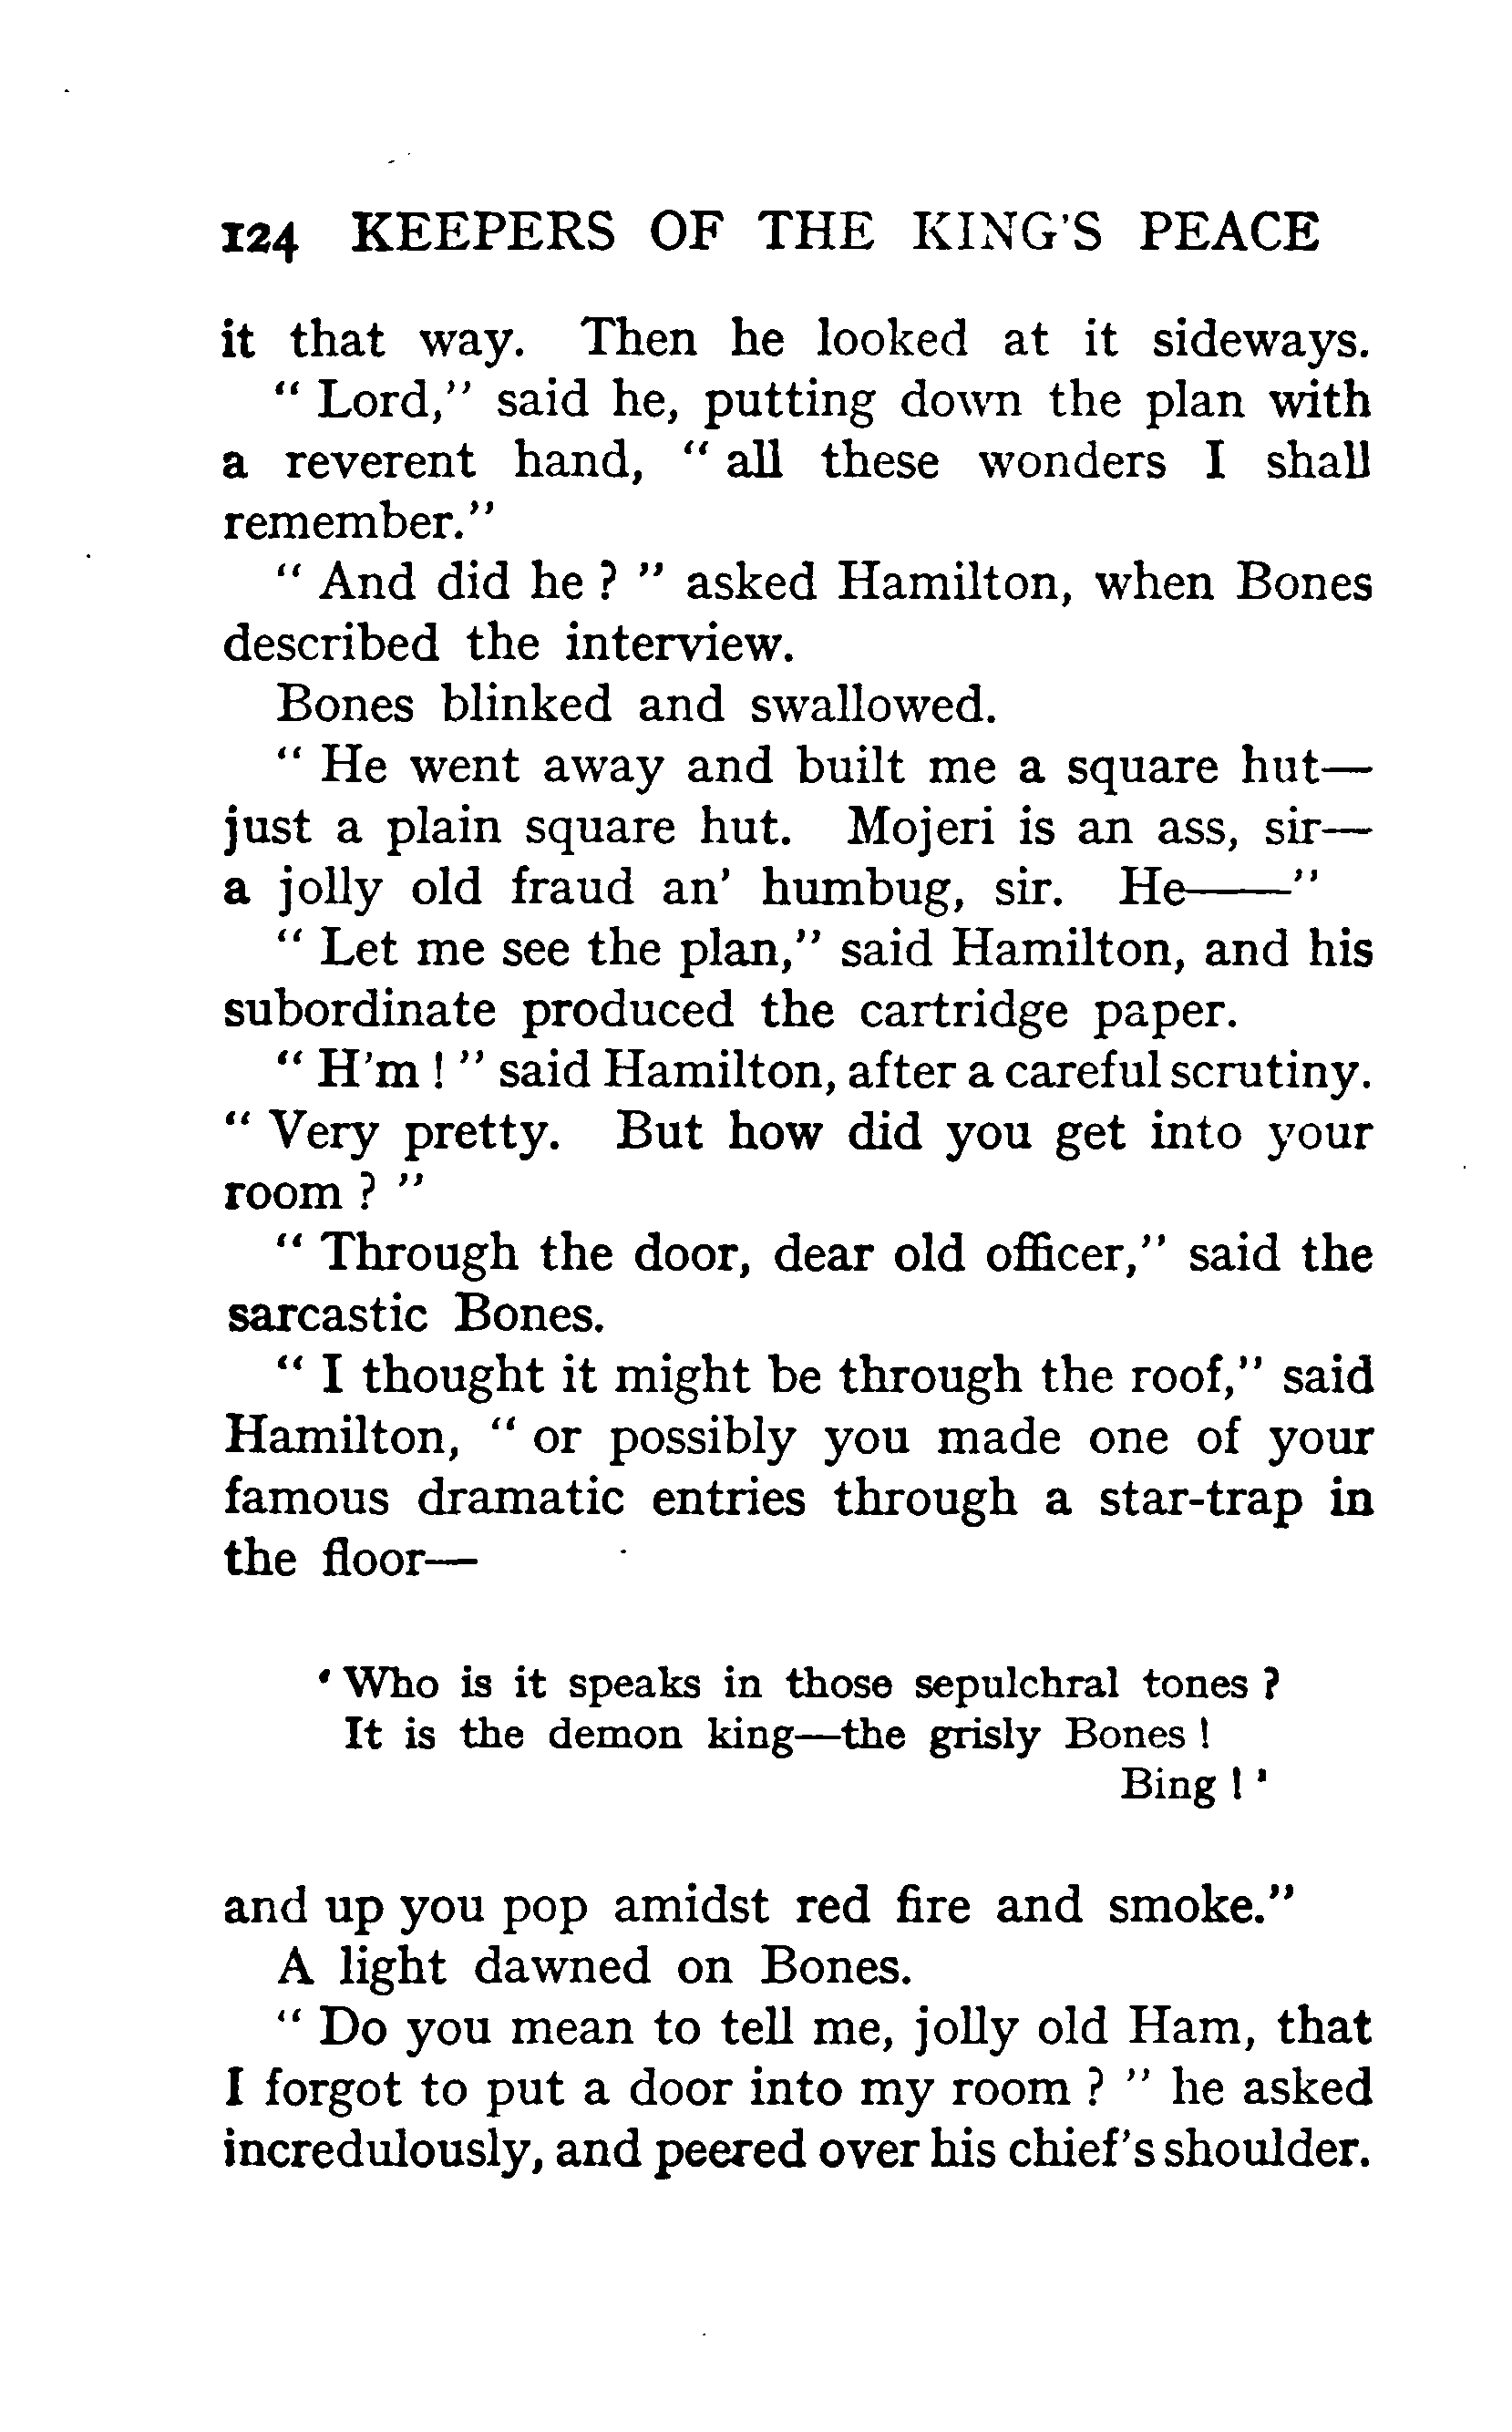 124 KEEPERS OF THE KING'S PEACE
it that way. Then he looked at it sideways.
" Lord," said he, putting down the plan with
a reverent hand, " all these wonders I shall
remember."
" And did he ? " asked Hamilton, when Bones
described the interview.
Bones blinked and swallowed.
" He went away and built me a square hut—
just a plain square hut. Mojeri is an ass, sir—
a jolly old fraud an' humbug, sir. He——"
" Let me see the plan," said Hamilton, and his
subordinate produced the cartridge paper.
" H'm ! " said Hamilton, after a careful scrutiny.
" Very pretty. But how did you get into your
room ? "
" Through the door, dear old officer," said the
sarcastic Bones.
" I thought it might be through the roof," said
Hamilton, " or possibly you made one of your
famous dramatic entries through a star-trap in
the floor—
' Who is it speaks in those sepulchral tones ?
It is the demon king—the grisly Bones !
Bing ! '
and up you pop amidst red fire and smoke."
A light dawned on Bones.
" Do you mean to tell me, jolly old Ham, that
I forgot to put a door into my room ? " he asked
incredulously, and peered over his chief's shoulder.